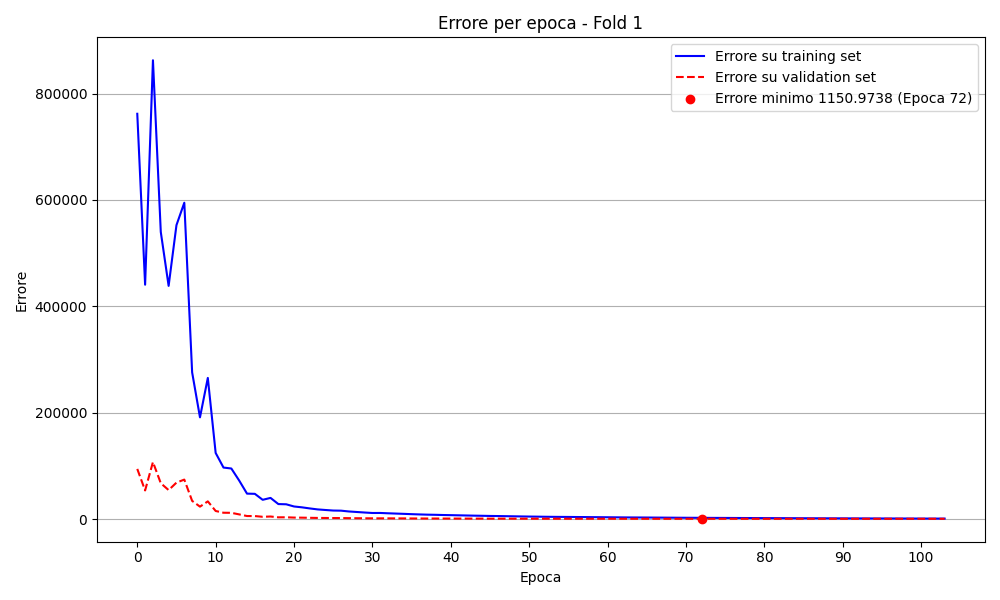 Errore per epoca - Fold 1
Errore su training set
Errore su validation set
Errore minimo 1150.9738 (Epoca 72)
800000
600000
400000
200000
0
Errore
0 10 20 30 40 50 60 70 80 90 100
Epoca